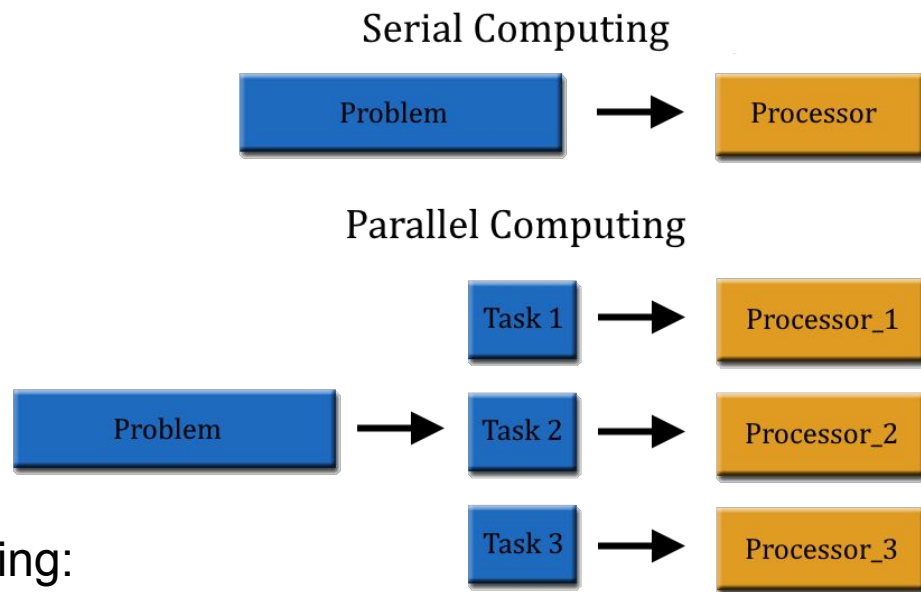 Serial Computing
Problem
Processor
Parallel Computing
Task 1
Processor_1
Problem
Task 2
Processor_2
Task 3
Processor_3
ing: